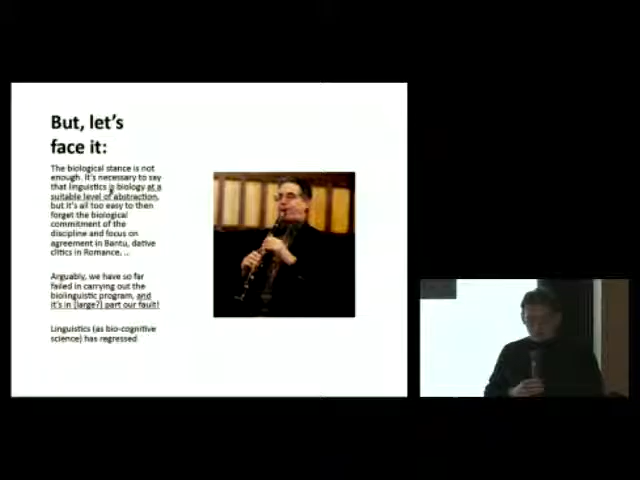 But, let's
face it:
The biological stance is not
enough. It's necessary to say
that linguistics is biology at a
suitable level of abstraction,
but it's all too easy to then
forget the biological
commitment of the
discipline and focus on
agreement in Bantu, dative
clitics in Romance, ...
Arguably, we have so far
failed in carrying out the
biolinguistic program, and
it's in (large?) part our fault!
Linguistics (as bio-cognitive
science) has regressed